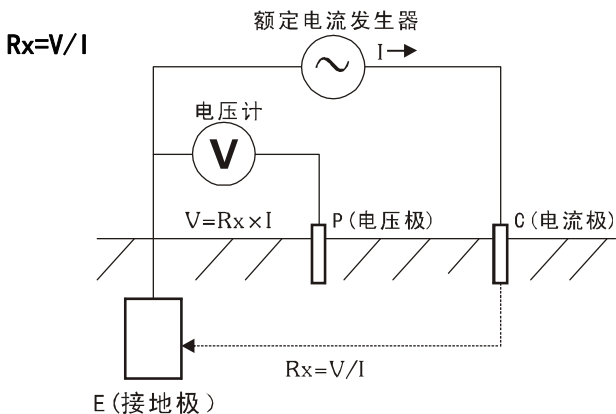 额定电流发生器
Rx=V/I
I
电压计
V
V=Rx×I
P(电压极)
C(电流极)
Rx=V/I
E(接地极)